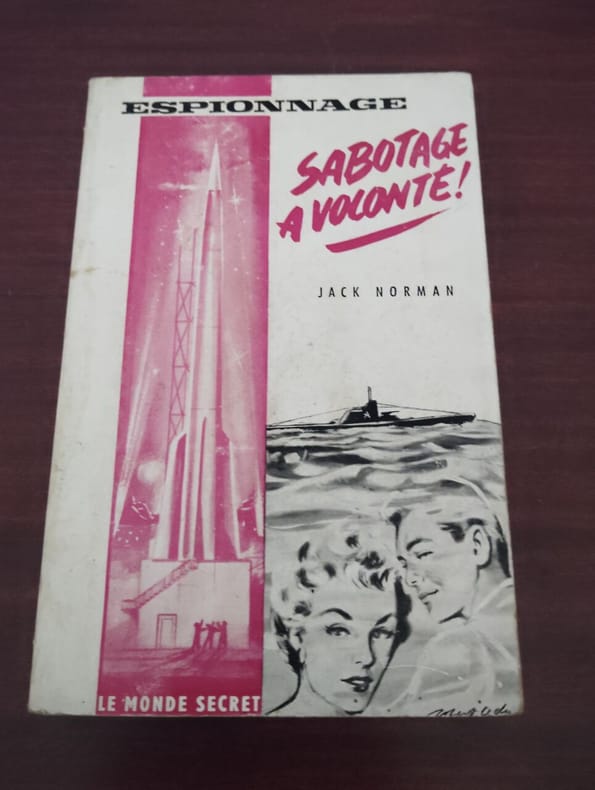 ESPIONNAGE
SABOTAGE
A VOLONTÉ!
JACK NORMAN
LE MONDE SECRET